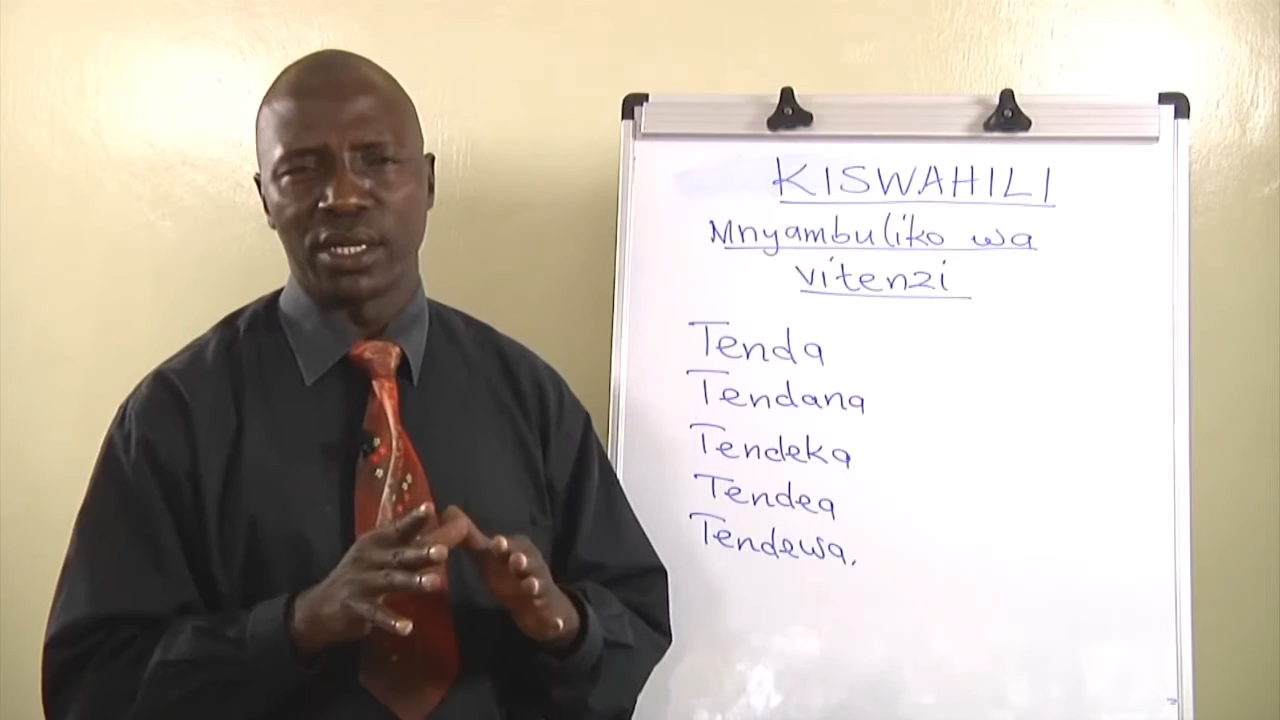 KISWAHILI
Mnyambuliko wa
vitenzi
Tenda
Tendana
Tendeka
Tendea
Tendewa.